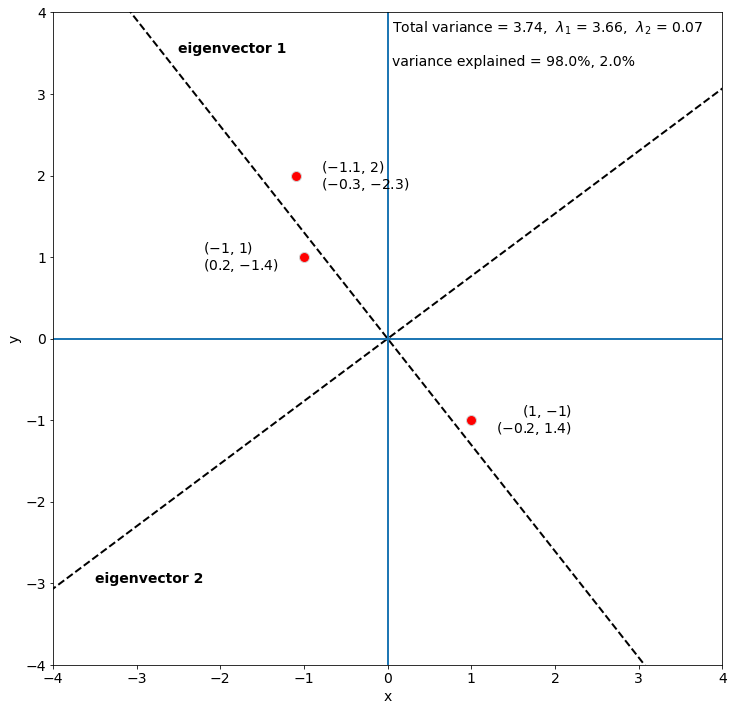 Total variance = 3.74,  λ₁ = 3.66,  λ₂ = 0.07
variance explained = 98.0%, 2.0%
eigenvector 1
(−1.1, 2)
(−0.3, −2.3)
(−1, 1)
(0.2, −1.4)
(1, −1)
(−0.2, 1.4)
eigenvector 2
4
3
2
1
0
−1
−2
−3
−4
y
−4 −3 −2 −1 0 1 2 3 4
x